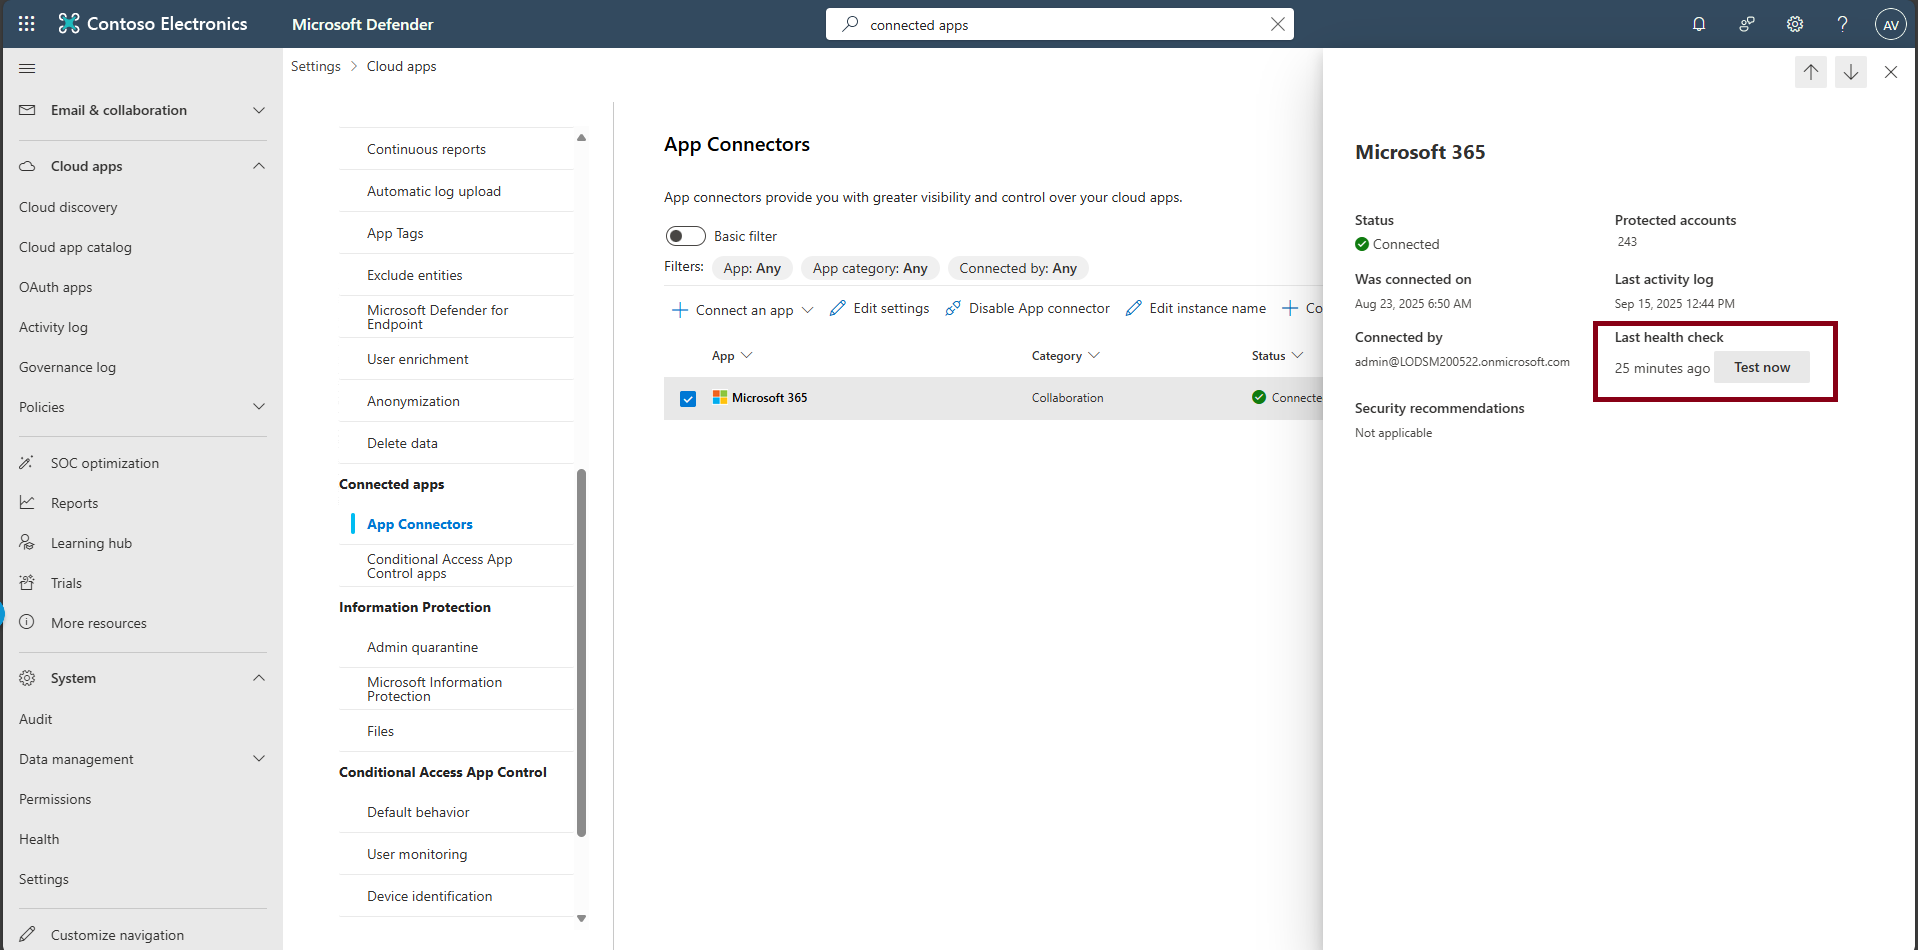 Contoso Electronics
Microsoft Defender
connected apps
AV
Email & collaboration
Cloud apps
Cloud discovery
Cloud app catalog
OAuth apps
Activity log
Governance log
Policies
SOC optimization
Reports
Learning hub
Trials
More resources
System
Audit
Data management
Permissions
Health
Settings
Customize navigation
Settings > Cloud apps
Continuous reports
Automatic log upload
App Tags
Exclude entities
Microsoft Defender for
Endpoint
User enrichment
Anonymization
Delete data
Connected apps
App Connectors
Conditional Access App
Control apps
Information Protection
Admin quarantine
Microsoft Information
Protection
Files
Conditional Access App Control
Default behavior
User monitoring
Device identification
App Connectors
App connectors provide you with greater visibility and control over your cloud apps.
Basic filter
Filters: App: Any App category: Any Connected by: Any
Connect an app Edit settings Disable App connector Edit instance name Co
App Category Status
Microsoft 365 Collaboration Connecte
Microsoft 365
Status
Connected
Protected accounts
243
Was connected on
Aug 23, 2025 6:50 AM
Last activity log
Sep 15, 2025 12:44 PM
Connected by
admin@LODSM200522.onmicrosoft.com
Last health check
25 minutes ago Test now
Security recommendations
Not applicable